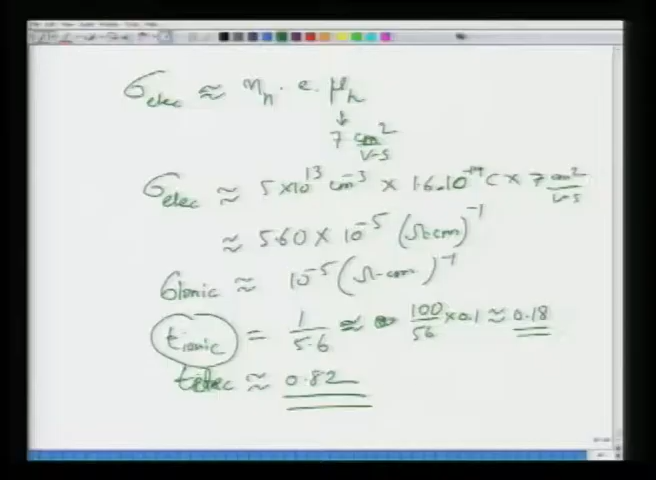 σelec ≈ nh · e · μh
↓
7 cm²/V-S
σelec ≈ 5×10¹³ cm⁻³ × 1.6×10⁻¹⁹ C × 7 cm²/V-S
≈ 5.60 × 10⁻⁵ (Ω-cm)⁻¹
σIonic ≈ 10⁻⁵ (Ω-cm)⁻¹
tionic = 1/5.6 ≈ 100/56 × 0.1 ≈ 0.18
telec ≈ 0.82